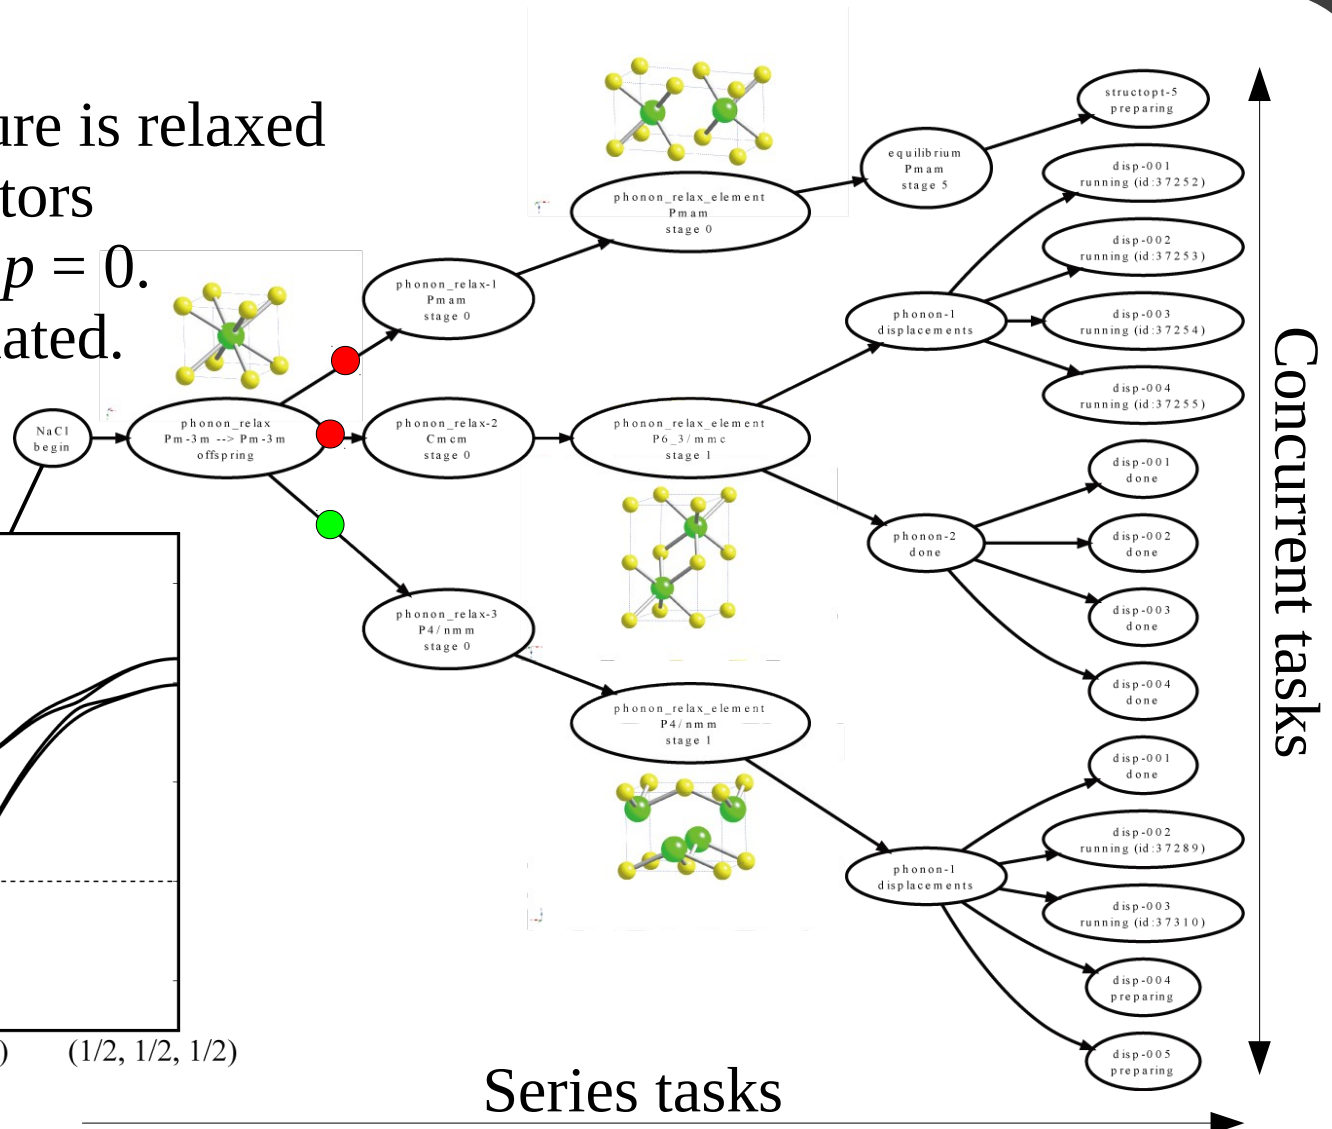 ure is relaxed
tors
p = 0.
ated.
NaCl
begin
phonon_relax
Pm-3m --> Pm-3m
offspring
phonon_relax-1
Pmam
stage 0
phonon_relax-2
Cmcm
stage 0
phonon_relax-3
P4/nmm
stage 0
phonon_relax_element
Pmam
stage 0
phonon_relax_element
P6_3/mmc
stage 1
phonon_relax_element
P4/nmm
stage 1
equilibrium
Pmam
stage 5
phonon-1
displacements
phonon-2
done
phonon-1
displacements
structopt-5
preparing
disp-001
running (id:37252)
disp-002
running (id:37253)
disp-003
running (id:37254)
disp-004
running (id:37255)
disp-001
done
disp-002
done
disp-003
done
disp-004
done
disp-001
done
disp-002
running (id:37289)
disp-003
running (id:37310)
disp-004
preparing
disp-005
preparing
Concurrent tasks
) (1/2, 1/2, 1/2)
Series tasks